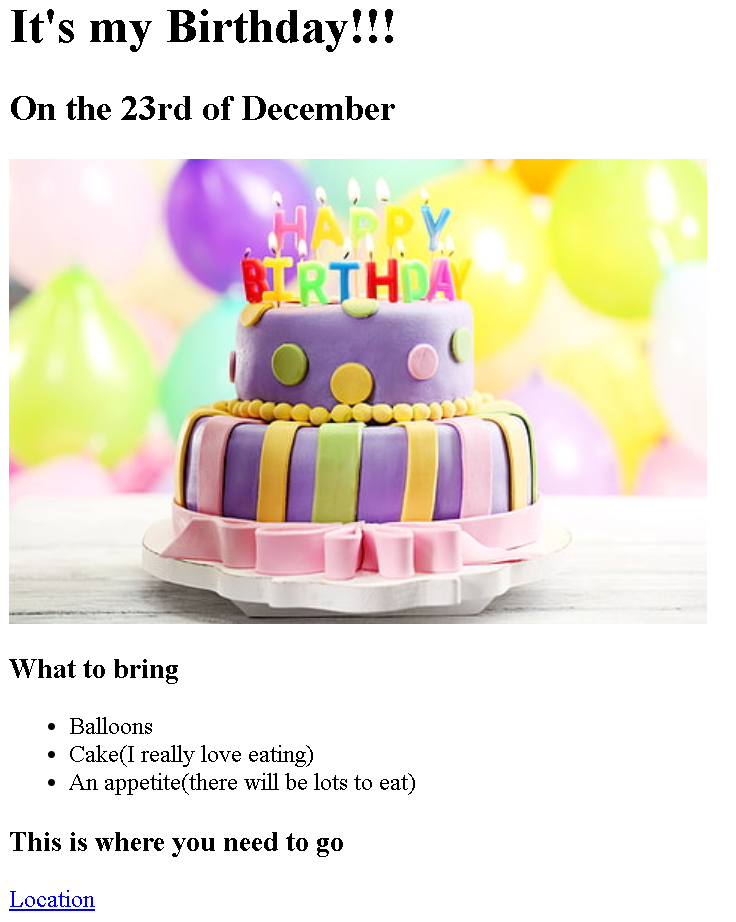 It's my Birthday!!!
On the 23rd of December
HAPPY
BIRTHDAY
What to bring
Balloons
Cake(I really love eating)
An appetite(there will be lots to eat)
This is where you need to go
Location